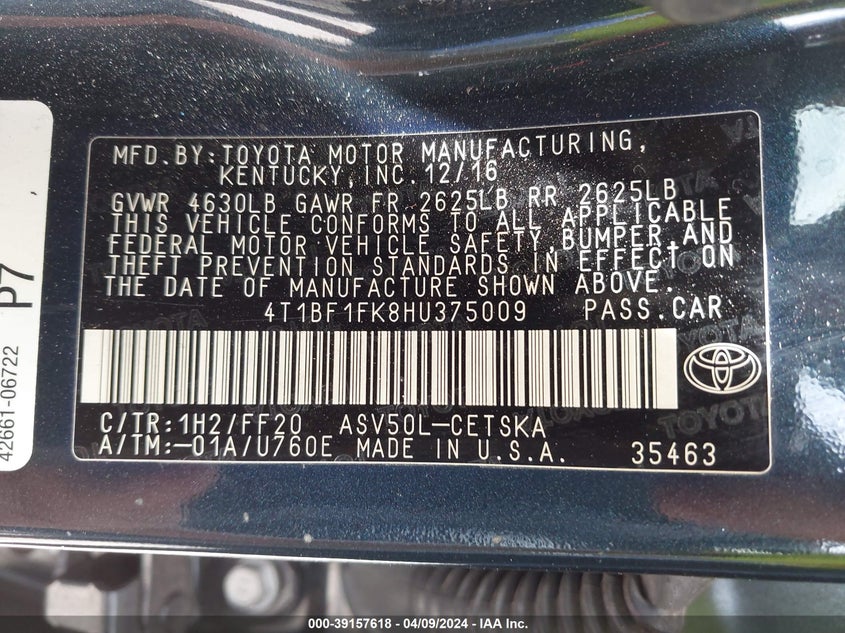 MFD.BY:TOYOTA MOTOR MANUFACTURING,
KENTUCKY,INC.12/16
GVWR 4630LB GAWR FR 2625LB RR 2625LB
THIS VEHICLE CONFORMS TO ALL APPLICABLE
FEDERAL MOTOR VEHICLE SAFETY,BUMPER,AND
THEFT PREVENTION STANDARDS IN EFFECT ON
THE DATE OF MANUFACTURE SHOWN ABOVE.
4T1BF1FK8HU375009 PASS.CAR
C/TR:1H2/FF20 ASV50L-CETSKA
A/TM:-01A/U760E MADE IN U.S.A. 35463
42661-06722
P7
000-39157618 - 04/09/2024 - IAA Inc.